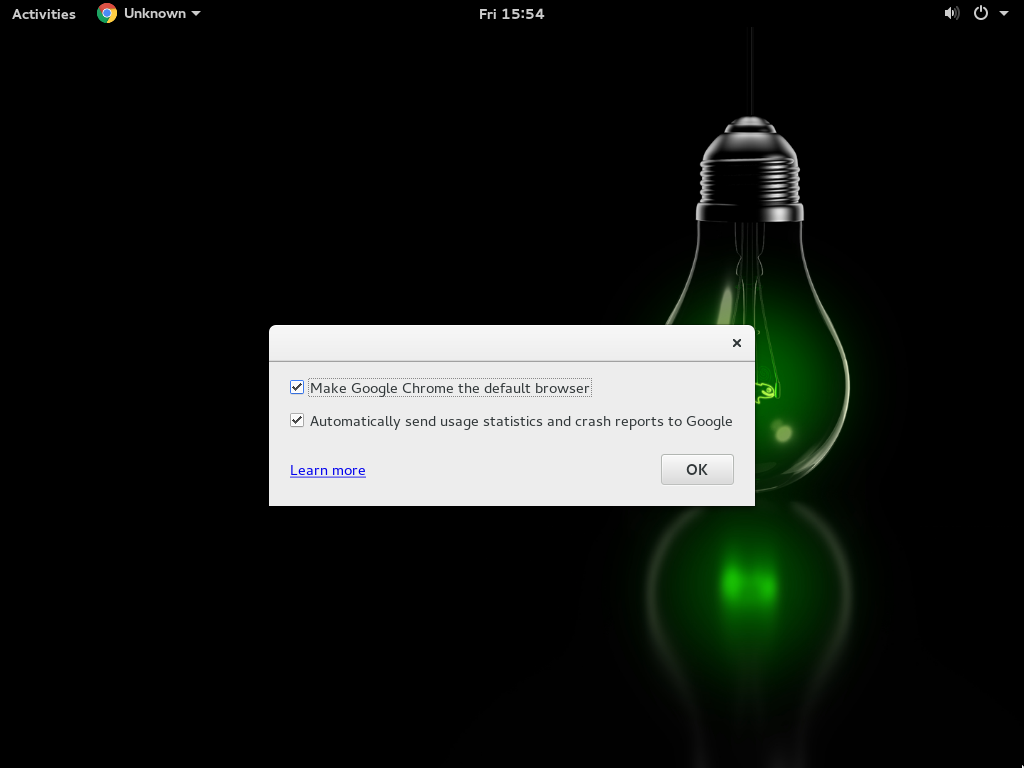 Activities Unknown Fri 15:54
Make Google Chrome the default browser
Automatically send usage statistics and crash reports to Google
Learn more OK